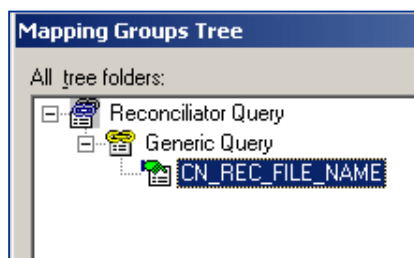 Mapping Groups Tree
All tree folders:
Reconciliator Query
Generic Query
CN_REC_FILE_NAME